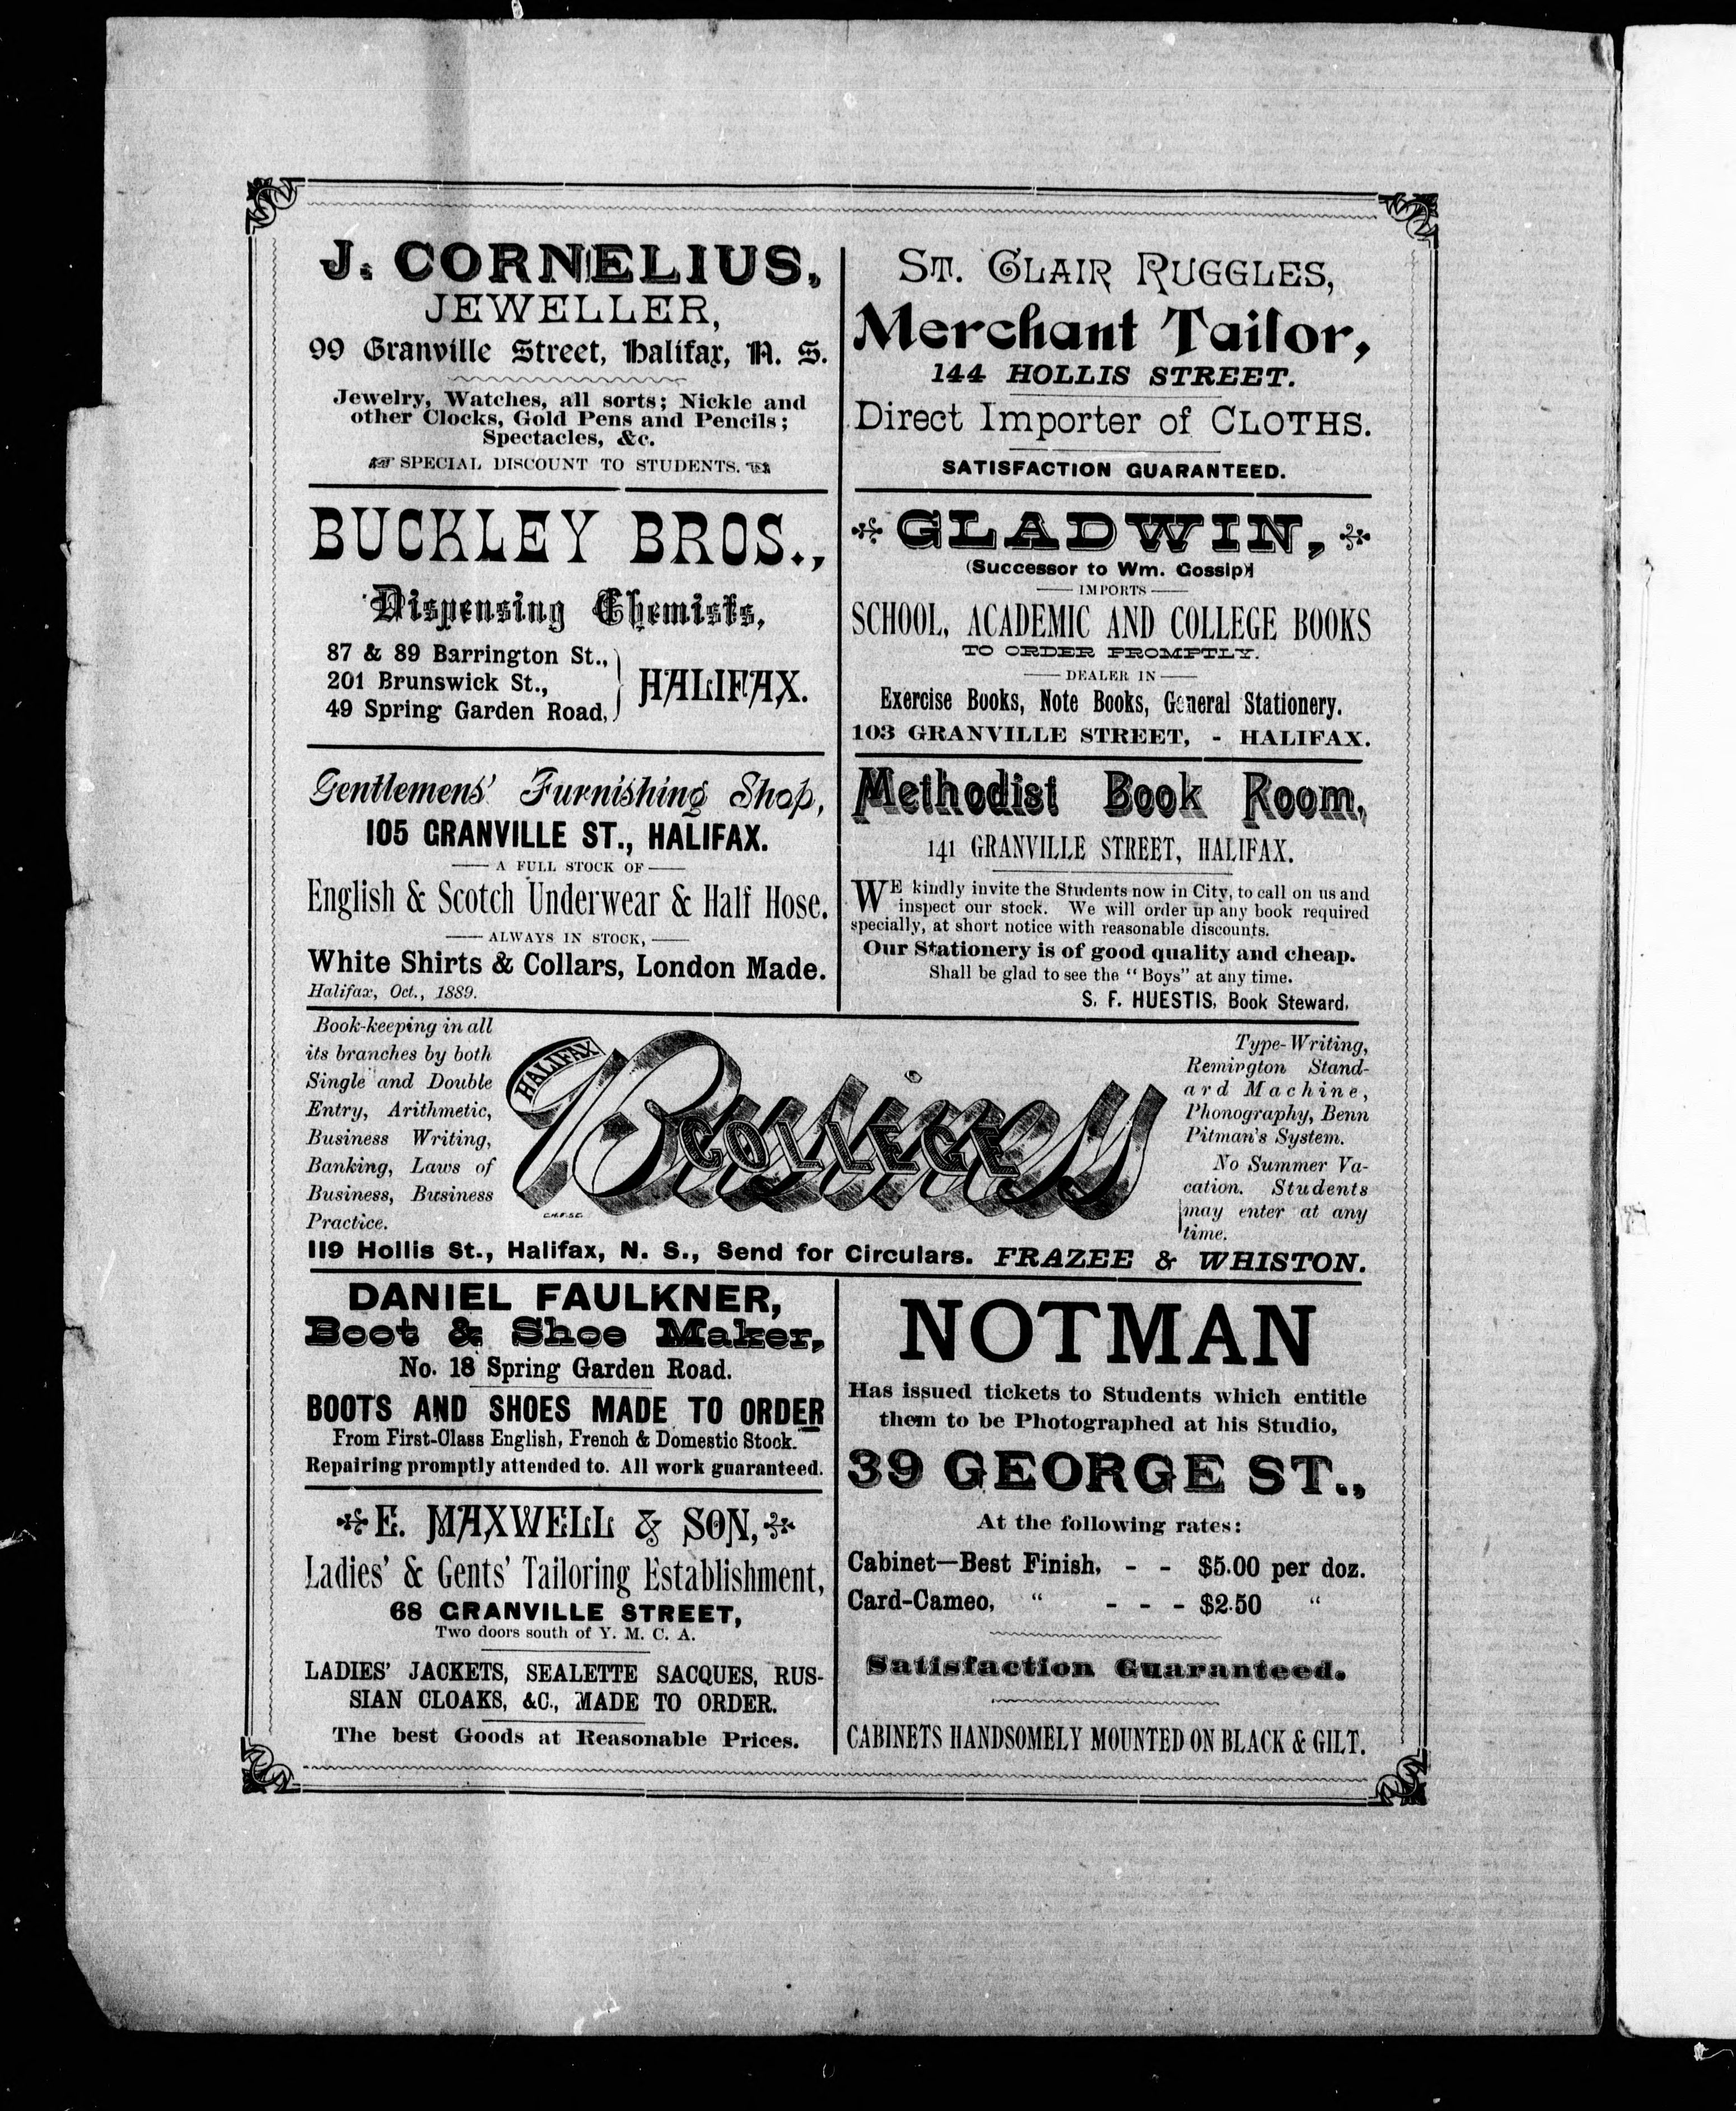 J. CORNELIUS,
JEWELLER,
99 Granville Street, Halifax, N. S.
Jewelry, Watches, all sorts; Nickle and
other Clocks, Gold Pens and Pencils;
Spectacles, &c.
SPECIAL DISCOUNT TO STUDENTS.
BUCKLEY BROS.,
Dispensing Chemists,
87 & 89 Barrington St.,
201 Brunswick St.,
49 Spring Garden Road,
HALIFAX.
Gentlemens' Furnishing Shop,
105 GRANVILLE ST., HALIFAX.
A FULL STOCK OF
English & Scotch Underwear & Half Hose.
ALWAYS IN STOCK,
White Shirts & Collars, London Made.
Halifax, Oct., 1889.
ST. CLAIR RUGGLES,
Merchant Tailor,
144 HOLLIS STREET.
Direct Importer of CLOTHS.
SATISFACTION GUARANTEED.
GLADWIN,
(Successor to Wm. Gossip)
IMPORTS
SCHOOL, ACADEMIC AND COLLEGE BOOKS
TO ORDER PROMPTLY.
DEALER IN
Exercise Books, Note Books, General Stationery.
103 GRANVILLE STREET, - HALIFAX.
Methodist Book Room,
141 GRANVILLE STREET, HALIFAX.
WE kindly invite the Students now in City, to call on us and
inspect our stock. We will order up any book required
specially, at short notice with reasonable discounts.
Our Stationery is of good quality and cheap.
Shall be glad to see the "Boys" at any time.
S. F. HUESTIS, Book Steward.
Book-keeping in all
its branches by both
Single and Double
Entry, Arithmetic,
Business Writing,
Banking, Laws of
Business, Business
Practice.
HALIFAX
Business
COLLEGE
C.H.F.SC.
Type-Writing,
Remington Stand-
ard Machine,
Phonography, Benn
Pitman's System.
No Summer Va-
cation. Students
may enter at any
time.
119 Hollis St., Halifax, N. S., Send for Circulars. FRAZEE & WHISTON.
DANIEL FAULKNER,
Boot & Shoe Maker,
No. 18 Spring Garden Road.
BOOTS AND SHOES MADE TO ORDER
From First-Class English, French & Domestic Stock.
Repairing promptly attended to. All work guaranteed.
E. MAXWELL & SON,
Ladies' & Gents' Tailoring Establishment,
68 GRANVILLE STREET,
Two doors south of Y. M. C. A.
LADIES' JACKETS, SEALETTE SACQUES, RUS-
SIAN CLOAKS, &C., MADE TO ORDER.
The best Goods at Reasonable Prices.
NOTMAN
Has issued tickets to Students which entitle
them to be Photographed at his Studio,
39 GEORGE ST.,
At the following rates:
Cabinet—Best Finish, - - $5.00 per doz.
Card-Cameo, " - - - $2.50 "
Satisfaction Guaranteed.
CABINETS HANDSOMELY MOUNTED ON BLACK & GILT.